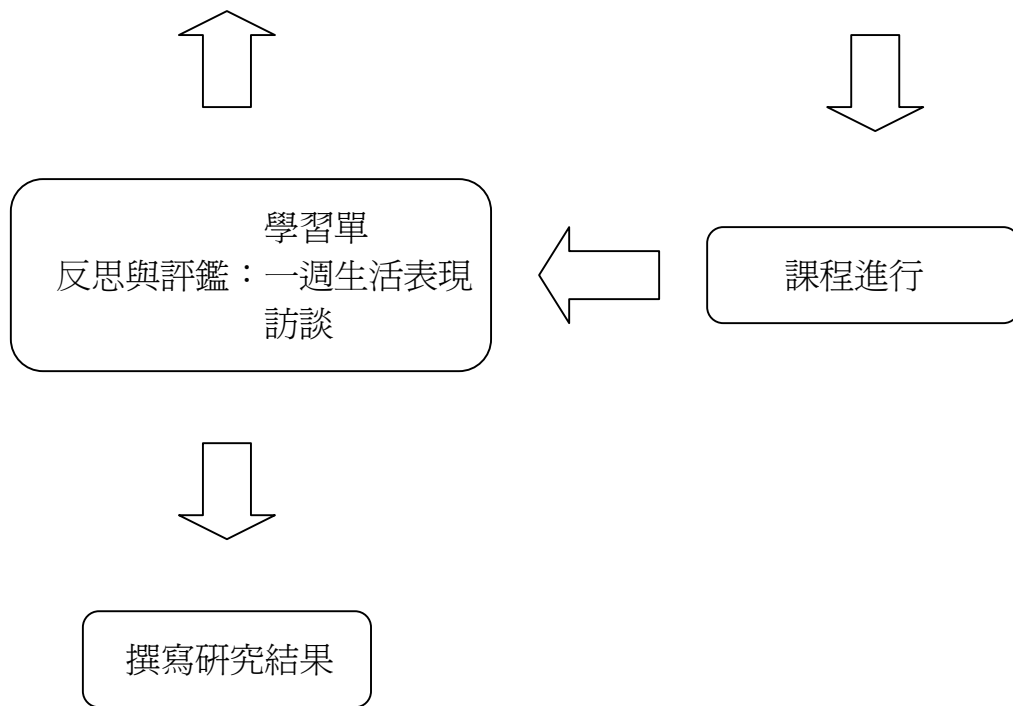 學習單
反思與評鑑：一週生活表現
訪談
課程進行
撰寫研究結果